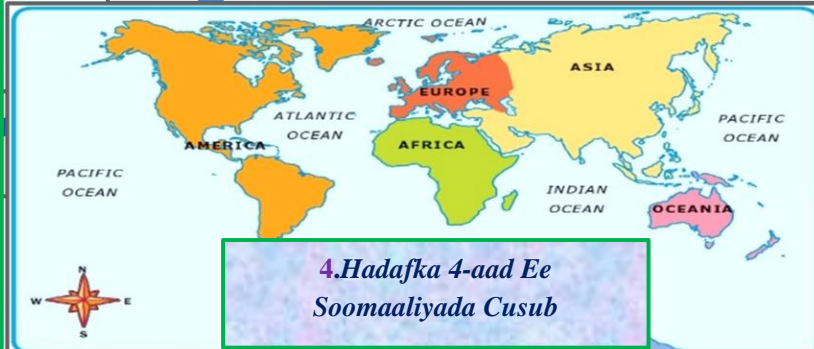 ARCTIC OCEAN
ASIA
EUROPE
ATLANTIC
OCEAN
PACIFIC
OCEAN
AMERICA
AFRICA
PACIFIC
OCEAN
INDIAN
OCEAN
OCEANIA
4.Hadafka 4-aad Ee
Soomaaliyada Cusub
N
W E
S